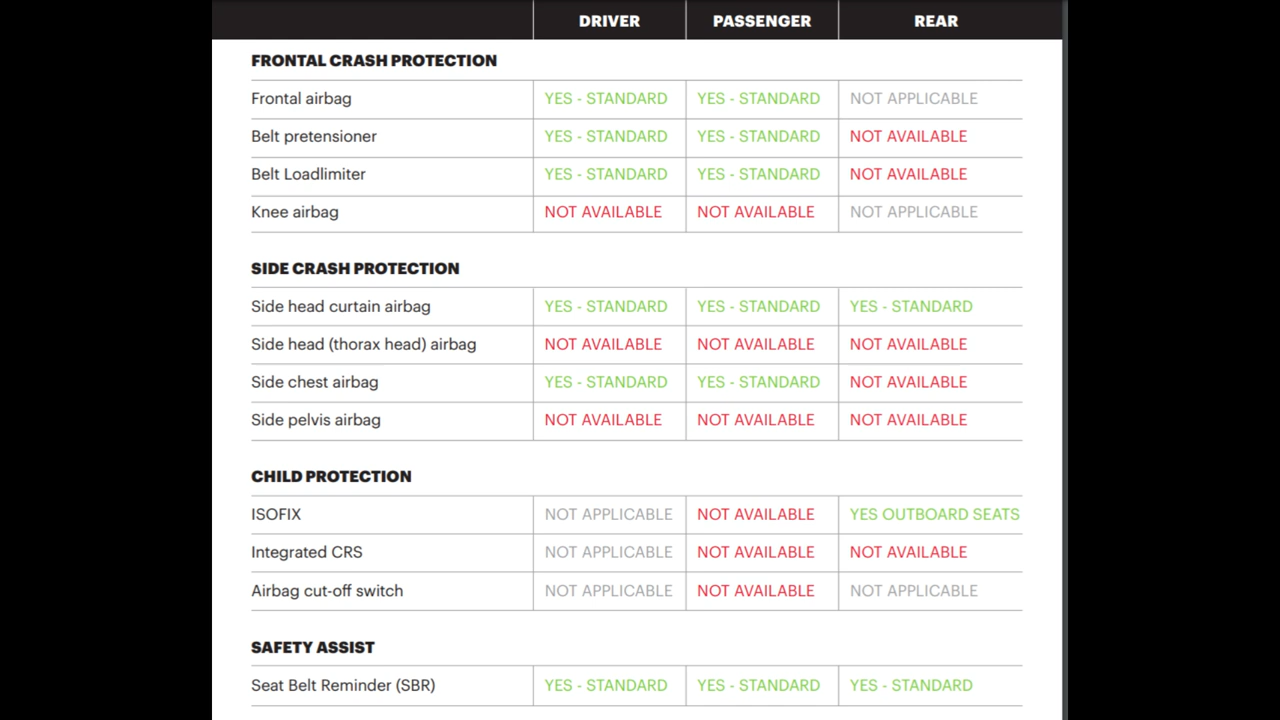 DRIVER PASSENGER REAR
FRONTAL CRASH PROTECTION
Frontal airbag YES - STANDARD YES - STANDARD NOT APPLICABLE
Belt pretensioner YES - STANDARD YES - STANDARD NOT AVAILABLE
Belt Loadlimiter YES - STANDARD YES - STANDARD NOT AVAILABLE
Knee airbag NOT AVAILABLE NOT AVAILABLE NOT APPLICABLE
SIDE CRASH PROTECTION
Side head curtain airbag YES - STANDARD YES - STANDARD YES - STANDARD
Side head (thorax head) airbag NOT AVAILABLE NOT AVAILABLE NOT AVAILABLE
Side chest airbag YES - STANDARD YES - STANDARD NOT AVAILABLE
Side pelvis airbag NOT AVAILABLE NOT AVAILABLE NOT AVAILABLE
CHILD PROTECTION
ISOFIX NOT APPLICABLE NOT AVAILABLE YES OUTBOARD SEATS
Integrated CRS NOT APPLICABLE NOT AVAILABLE NOT AVAILABLE
Airbag cut-off switch NOT APPLICABLE NOT AVAILABLE NOT APPLICABLE
SAFETY ASSIST
Seat Belt Reminder (SBR) YES - STANDARD YES - STANDARD YES - STANDARD